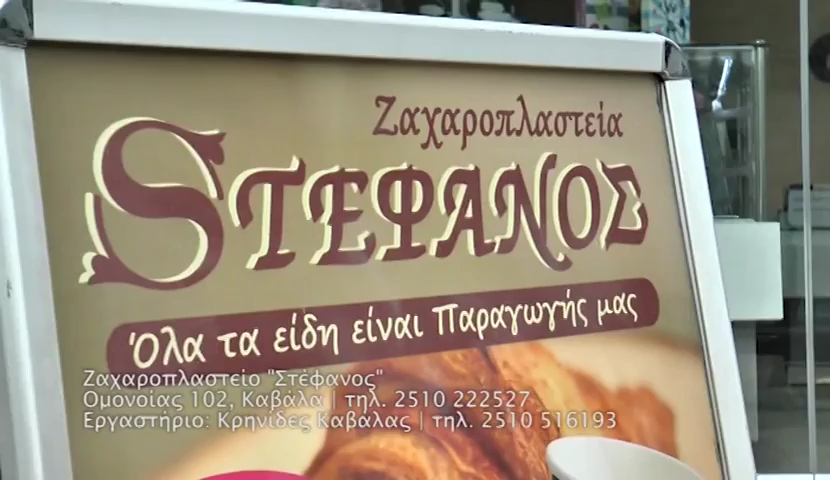 Ζαχαροπλαστεία
SΤΕΦΑΝΟΣ
Όλα τα είδη είναι Παραγωγής μας
Ζαχαροπλαστείο "Στέφανος"
Ομονοίας 102, Καβάλα | τηλ. 2510 222527
Εργαστήριο: Κρηνίδες Καβάλας | τηλ. 2510 516193